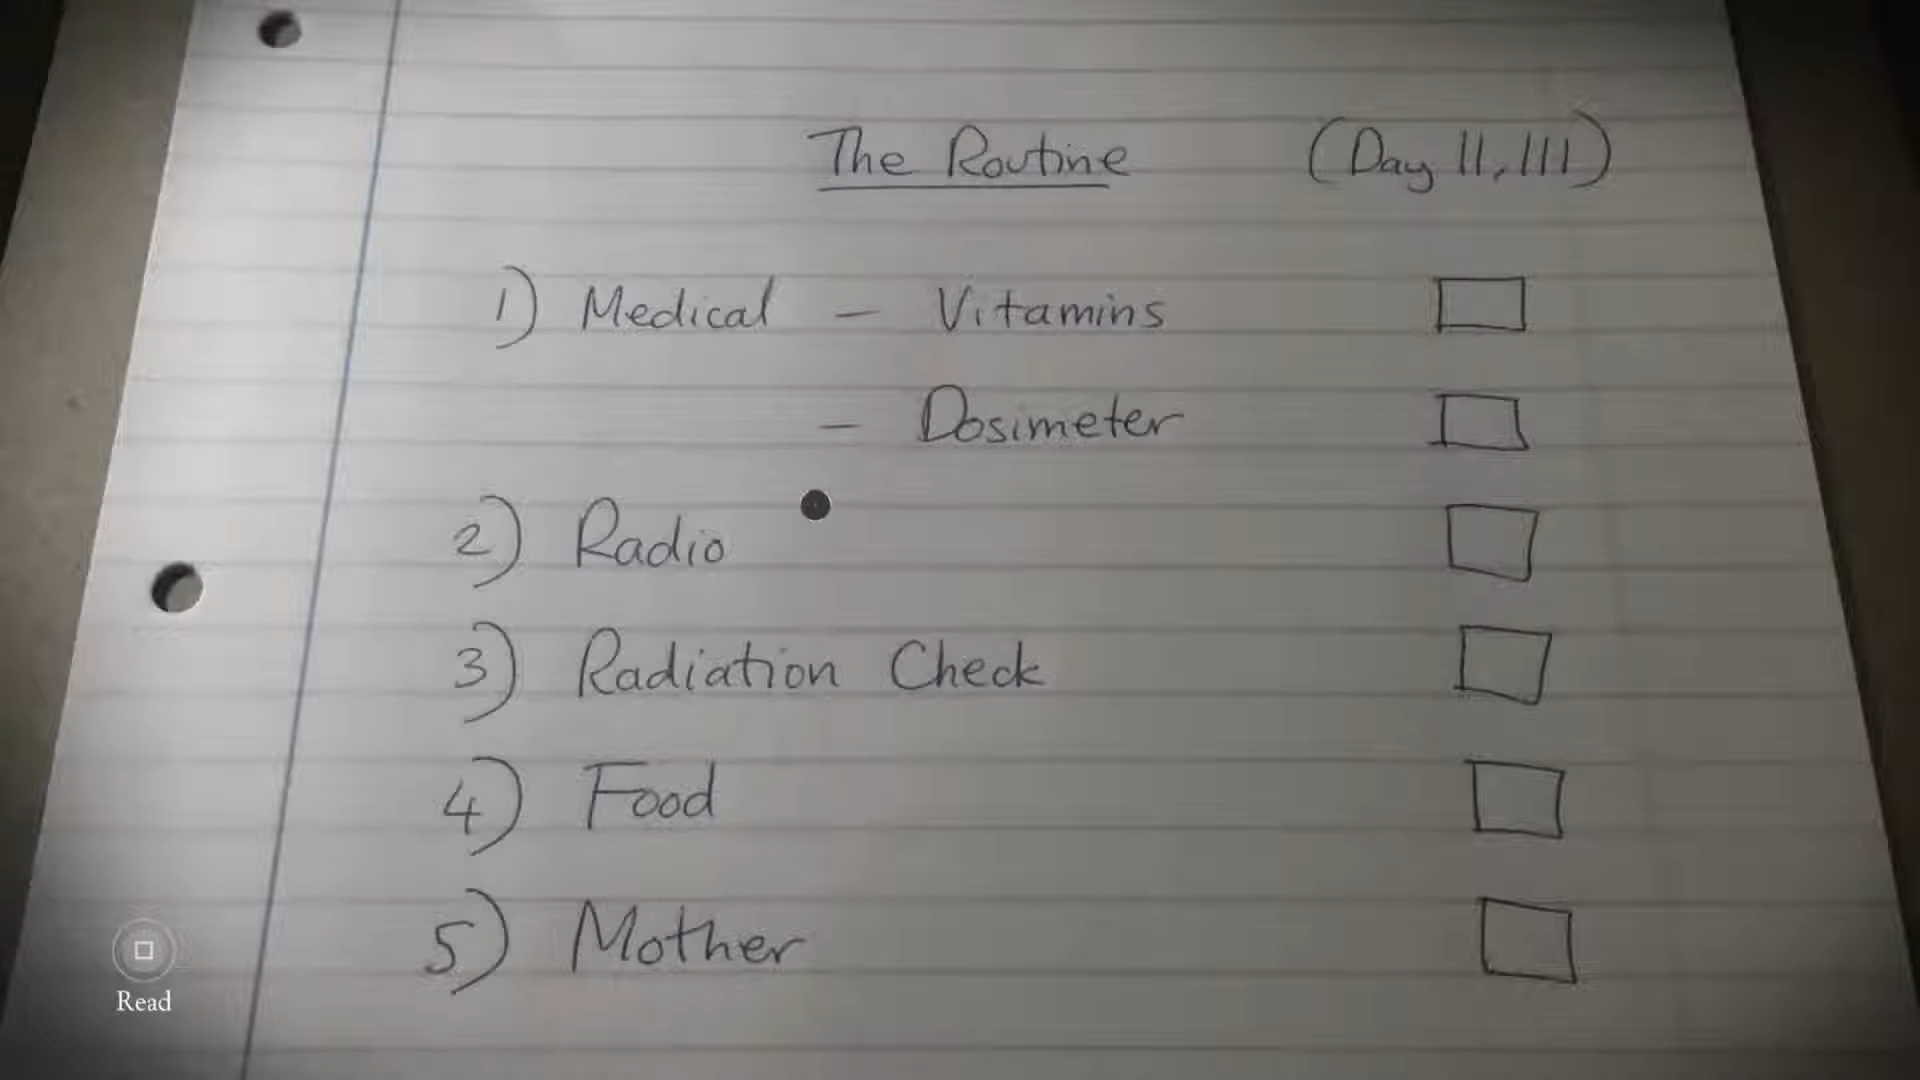 The Routine (Day 11,111)
1) Medical - Vitamins
- Dosimeter
2) Radio
3) Radiation Check
4) Food
5) Mother
Read